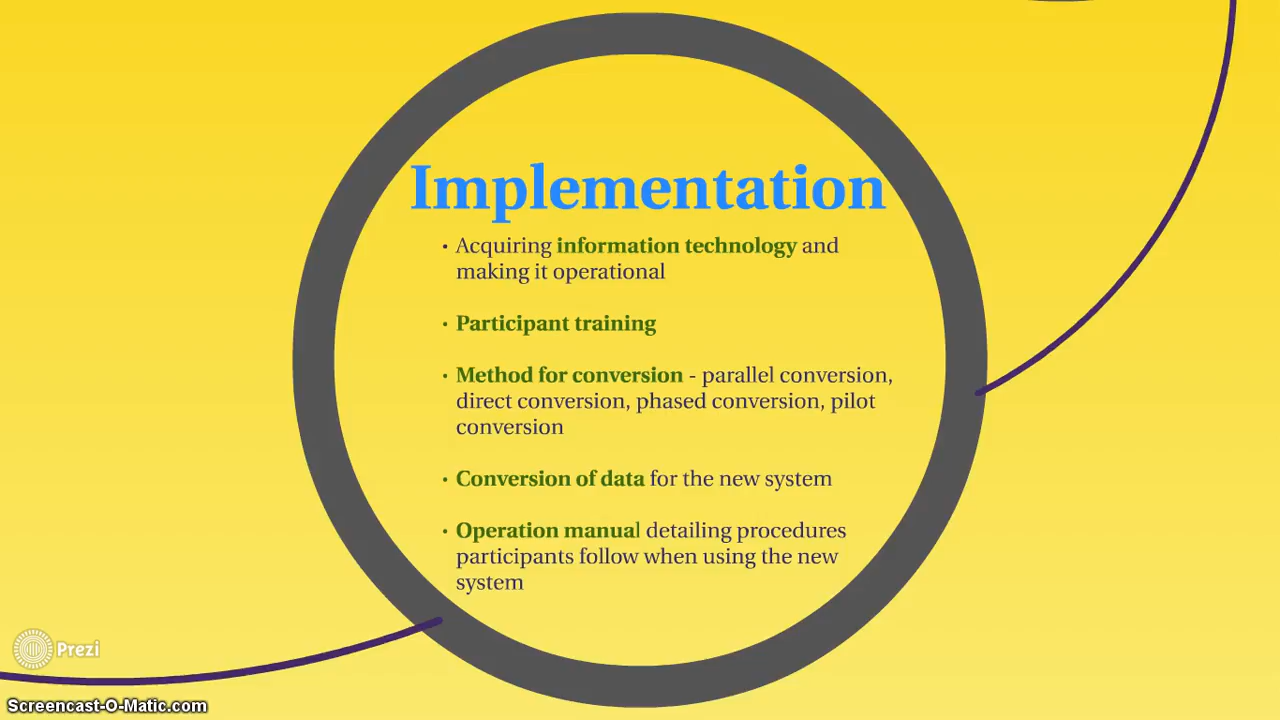 Implementation
• Acquiring information technology and
making it operational
• Participant training
• Method for conversion - parallel conversion,
direct conversion, phased conversion, pilot
conversion
• Conversion of data for the new system
• Operation manual detailing procedures
participants follow when using the new
system
Prezi
Screencast-O-Matic.com